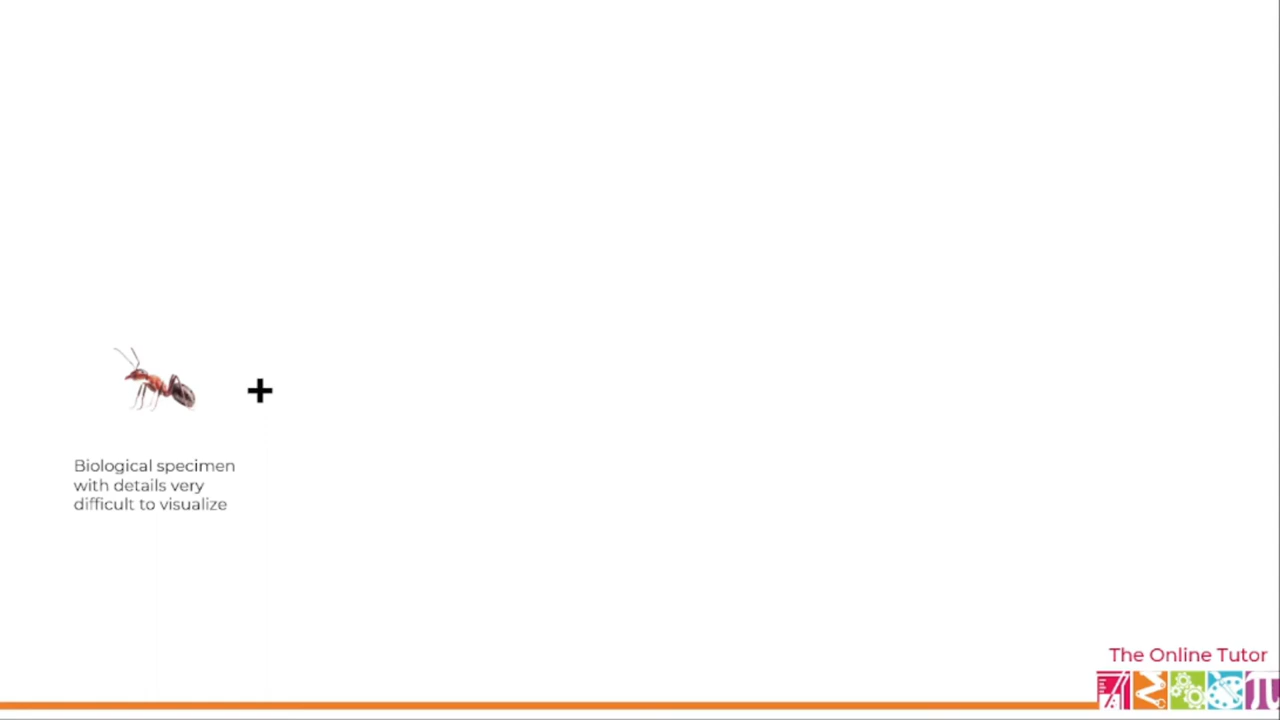 +
Biological specimen
with details very
difficult to visualize
The Online Tutor